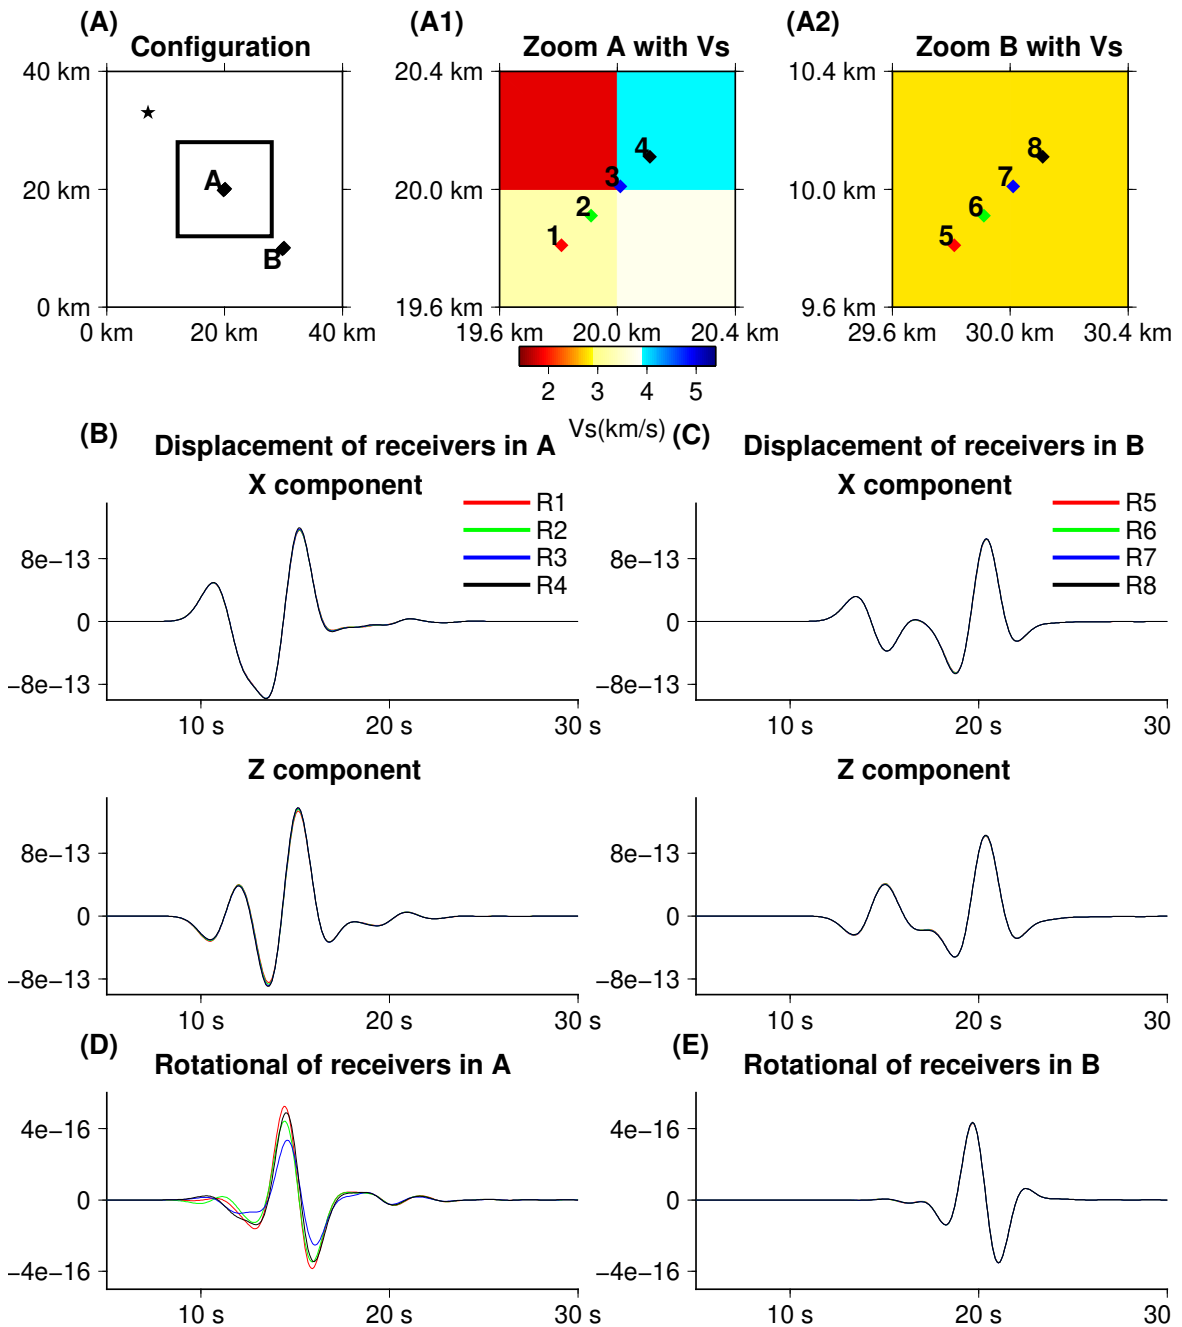 (A)
Configuration
40 km
20 km
0 km
0 km 20 km 40 km
A
B
(A1)
Zoom A with Vs
20.4 km
20.0 km
19.6 km
19.6 km 20.0 km 20.4 km
4
3
2
1
2 3 4 5
Vs(km/s)
(A2)
Zoom B with Vs
10.4 km
10.0 km
9.6 km
29.6 km 30.0 km 30.4 km
8
7
6
5
(B)
Displacement of receivers in A
X component
R1
R2
R3
R4
8e−13
0
−8e−13
10 s 20 s 30 s
Z component
8e−13
0
−8e−13
10 s 20 s 30 s
(C)
Displacement of receivers in B
X component
R5
R6
R7
R8
8e−13
0
−8e−13
10 s 20 s 30
Z component
8e−13
0
−8e−13
10 s 20 s 30
(D)
Rotational of receivers in A
4e−16
0
−4e−16
10 s 20 s 30 s
(E)
Rotational of receivers in B
4e−16
0
−4e−16
10 s 20 s 30